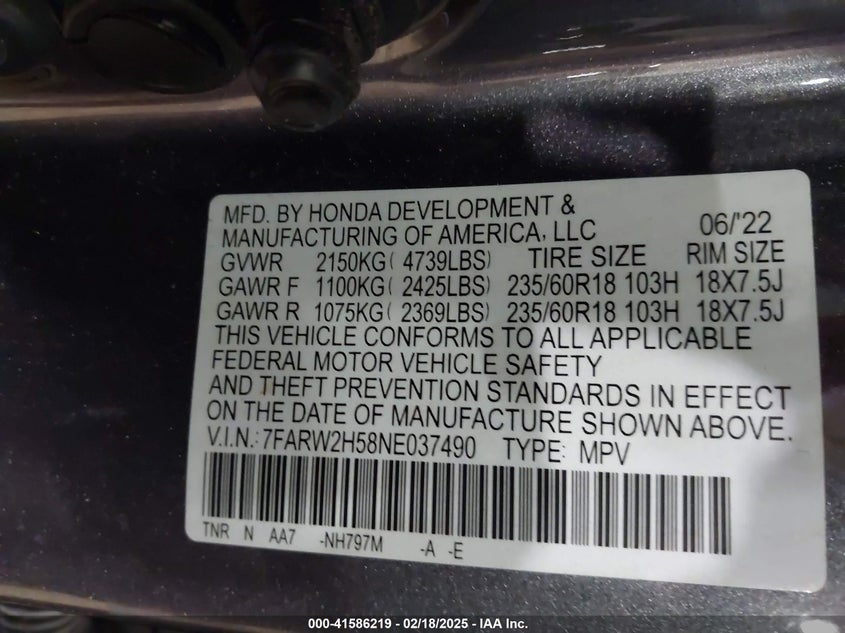 MFD. BY HONDA DEVELOPMENT &
MANUFACTURING OF AMERICA, LLC 06/'22
GVWR 2150KG( 4739LBS) TIRE SIZE RIM SIZE
GAWR F 1100KG( 2425LBS) 235/60R18 103H 18X7.5J
GAWR R 1075KG( 2369LBS) 235/60R18 103H 18X7.5J
THIS VEHICLE CONFORMS TO ALL APPLICABLE
FEDERAL MOTOR VEHICLE SAFETY
AND THEFT PREVENTION STANDARDS IN EFFECT
ON THE DATE OF MANUFACTURE SHOWN ABOVE.
V.I.N.: 7FARW2H58NE037490 TYPE: MPV
TNR N AA7 -NH797M -A -E
000-41586219 - 02/18/2025 - IAA Inc.